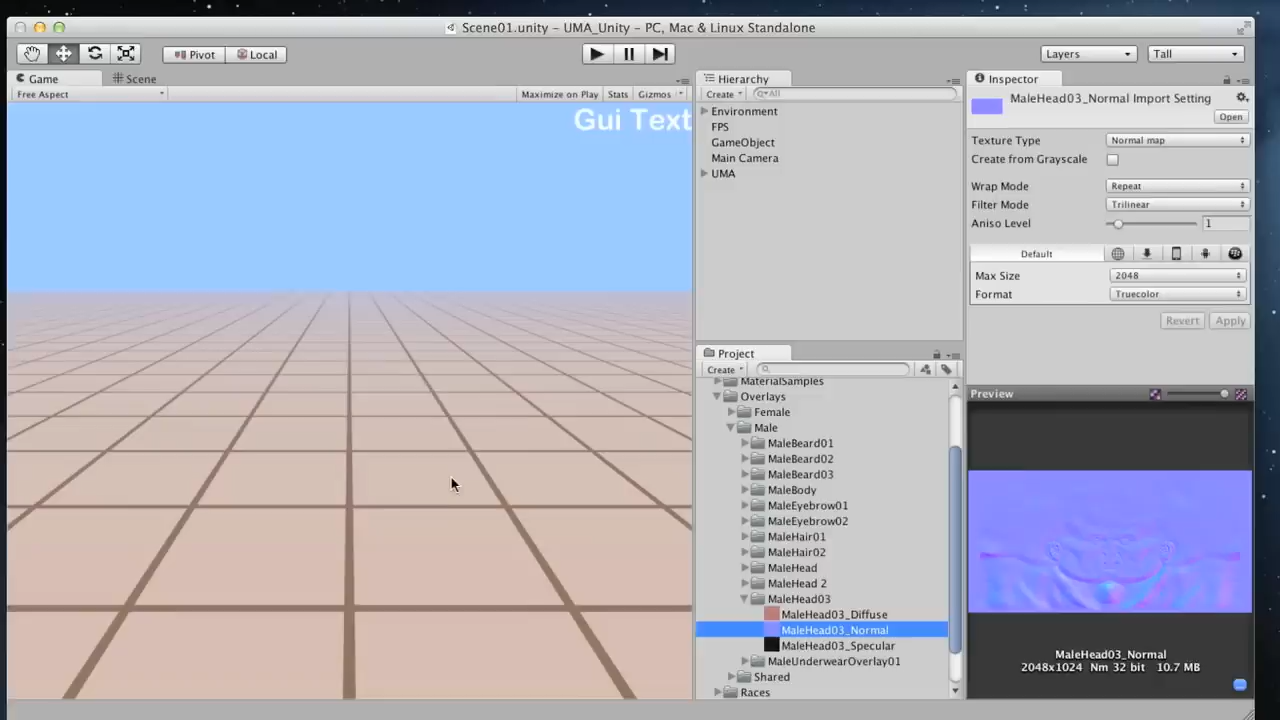 Scene01.unity - UMA_Unity - PC, Mac & Linux Standalone
Pivot
Local
Layers
Tall
Game
Scene
Free Aspect
Maximize on Play
Stats
Gizmos
Gui Text
Hierarchy
Create
All
Environment
FPS
GameObject
Main Camera
UMA
Project
Create
MaterialSamples
Overlays
Female
Male
MaleBeard01
MaleBeard02
MaleBeard03
MaleBody
MaleEyebrow01
MaleEyebrow02
MaleHair01
MaleHair02
MaleHead
MaleHead 2
MaleHead03
MaleHead03_Diffuse
MaleHead03_Normal
MaleHead03_Specular
MaleUnderwearOverlay01
Shared
Races
Inspector
MaleHead03_Normal Import Setting
Open
Texture Type
Normal map
Create from Grayscale
Wrap Mode
Repeat
Filter Mode
Trilinear
Aniso Level
1
Default
Max Size
2048
Format
Truecolor
Revert
Apply
Preview
MaleHead03_Normal
2048x1024 Nm 32 bit 10.7 MB